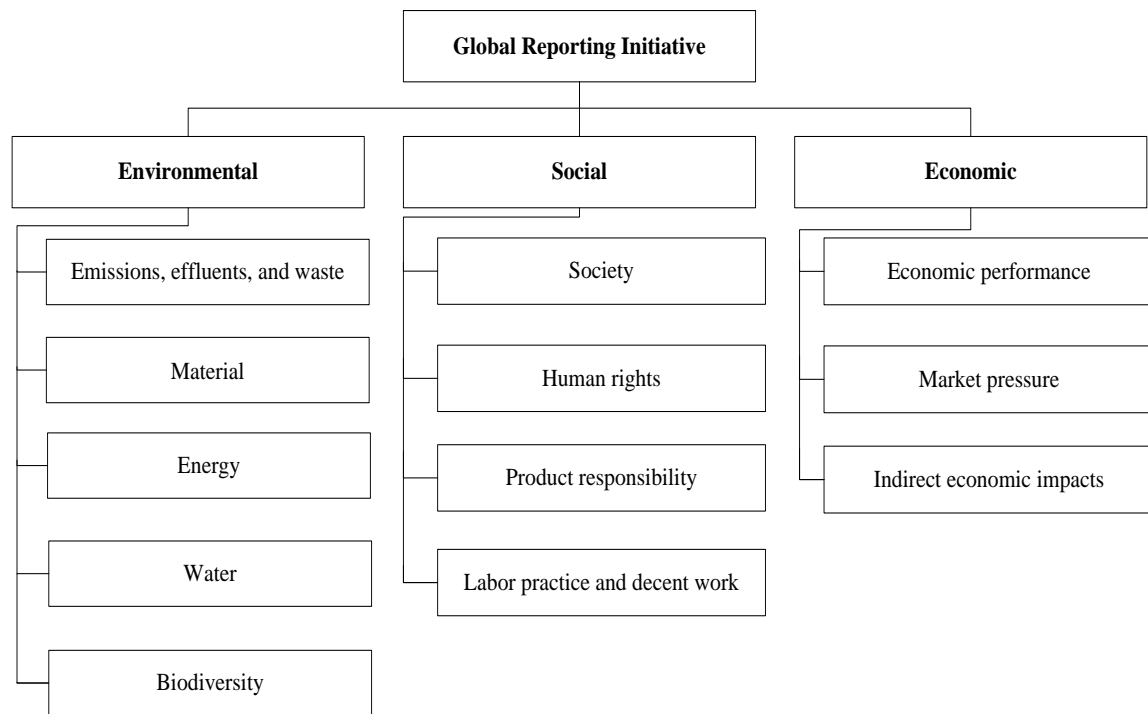 Global Reporting Initiative
Environmental
Social
Economic
Emissions, effluents, and waste
Material
Energy
Water
Biodiversity
Society
Human rights
Product responsibility
Labor practice and decent work
Economic performance
Market pressure
Indirect economic impacts